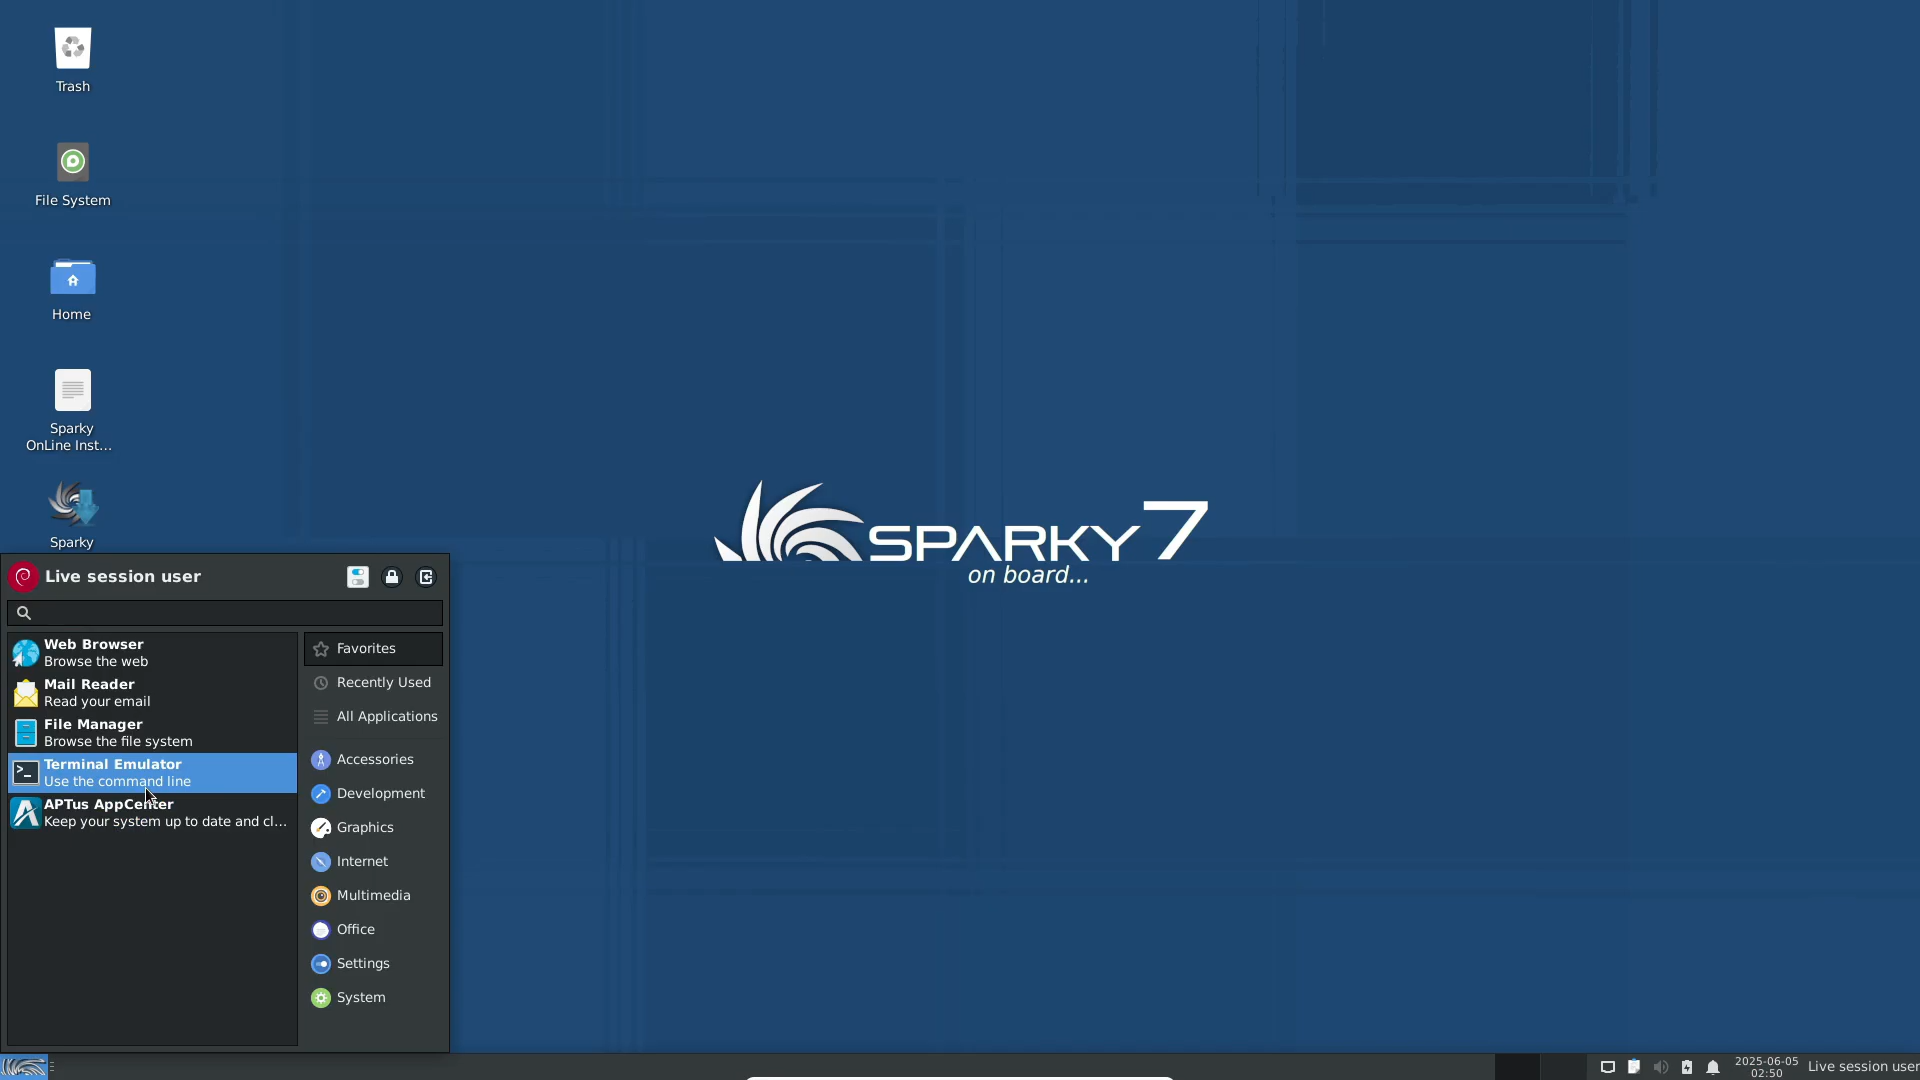 Trash
File System
Home
Sparky
OnLine Inst...
Sparky
SPARKY 7
on board...
Live session user
Web Browser
Browse the web
Mail Reader
Read your email
File Manager
Browse the file system
Terminal Emulator
Use the command line
APTus AppCenter
Keep your system up to date and cl...
Favorites
Recently Used
All Applications
Accessories
Development
Graphics
Internet
Multimedia
Office
Settings
System
2025-06-05
02:50
Live session user